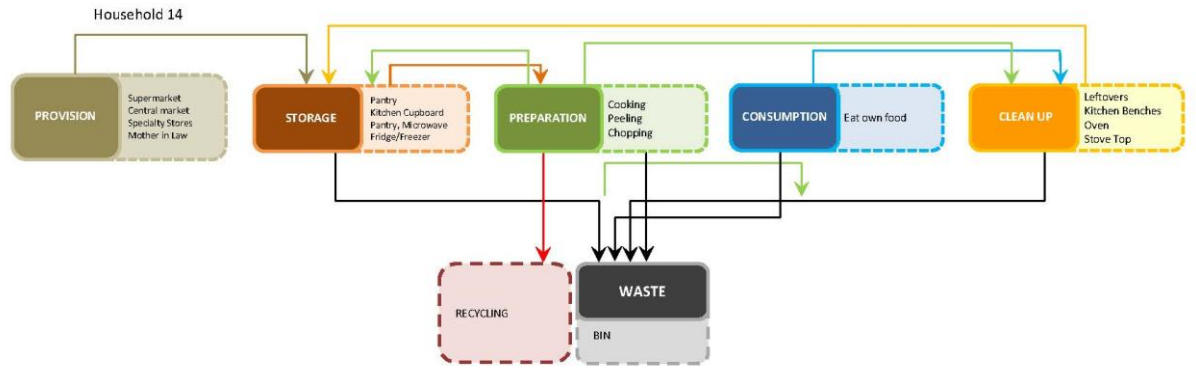 Household 14
PROVISION
Supermarket
Central market
Specialty Stores
Mother in Law
STORAGE
Pantry
Kitchen Cupboard
Pantry, Microwave
Fridge/Freezer
PREPARATION
Cooking
Peeling
Chopping
CONSUMPTION
Eat own food
CLEAN UP
Leftovers
Kitchen Benches
Oven
Stove Top
RECYCLING
WASTE
BIN